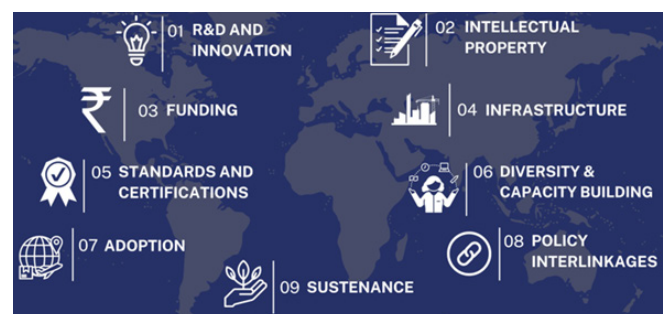 01 R&D AND
INNOVATION
02 INTELLECTUAL
PROPERTY
₹
03 FUNDING
04 INFRASTRUCTURE
05 STANDARDS AND
CERTIFICATIONS
06 DIVERSITY &
CAPACITY BUILDING
07 ADOPTION
08 POLICY
INTERLINKAGES
09 SUSTENANCE